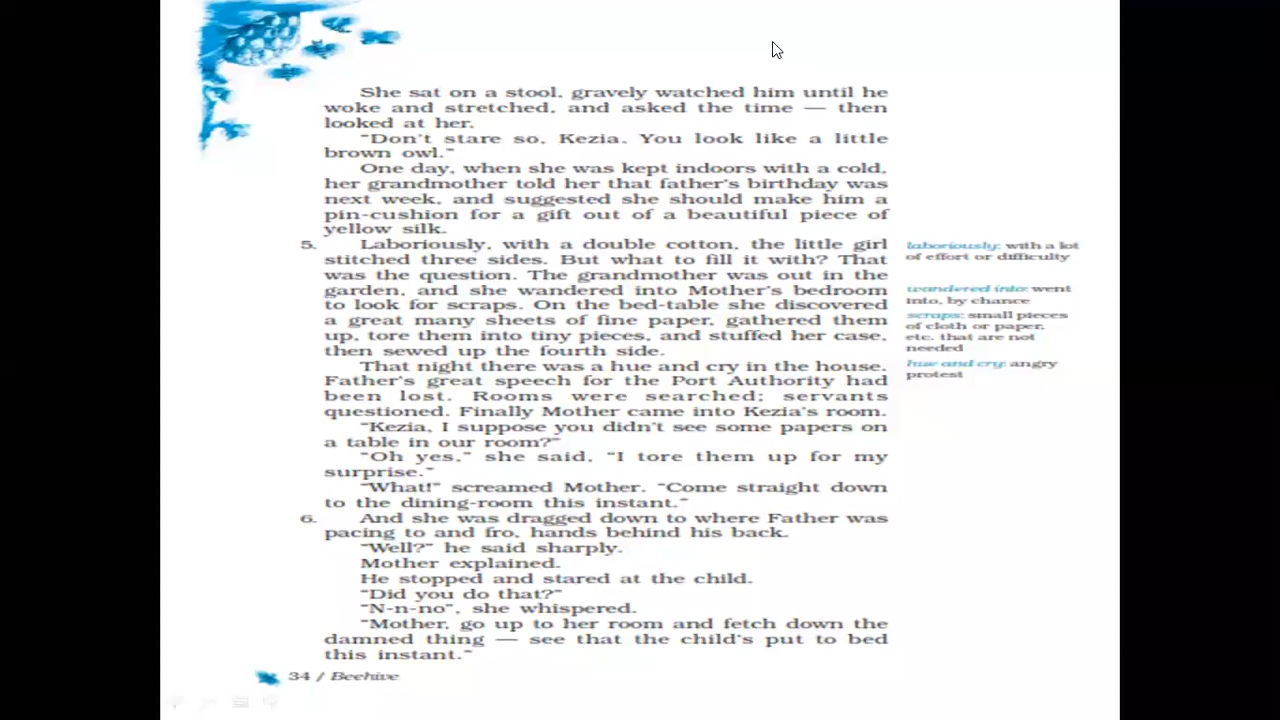 She sat on a stool, gravely watched him until he
woke and stretched, and asked the time — then
looked at her.
"Don't stare so, Kezia. You look like a little
brown owl."
One day, when she was kept indoors with a cold,
her grandmother told her that father's birthday was
next week, and suggested she should make him a
pin-cushion for a gift out of a beautiful piece of
yellow silk.
5. Laboriously, with a double cotton, the little girl
stitched three sides. But what to fill it with? That
was the question. The grandmother was out in the
garden, and she wandered into Mother's bedroom
to look for scraps. On the bed-table she discovered
a great many sheets of fine paper, gathered them
up, tore them into tiny pieces, and stuffed her case,
then sewed up the fourth side.
That night there was a hue and cry in the house.
Father's great speech for the Port Authority had
been lost. Rooms were searched; servants
questioned. Finally Mother came into Kezia's room.
"Kezia, I suppose you didn't see some papers on
a table in our room?"
"Oh yes," she said, "I tore them up for my
surprise."
"What!" screamed Mother. "Come straight down
to the dining-room this instant."
6. And she was dragged down to where Father was
pacing to and fro, hands behind his back.
"Well?" he said sharply.
Mother explained.
He stopped and stared at the child.
"Did you do that?"
"N-n-no", she whispered.
"Mother, go up to her room and fetch down the
damned thing — see that the child's put to bed
this instant."
laboriously: with a lot
of effort or difficulty
wandered into: went
into, by chance
scraps: small pieces
of cloth or paper,
etc. that are not
needed
hue and cry: angry
protest
34 / Beehive